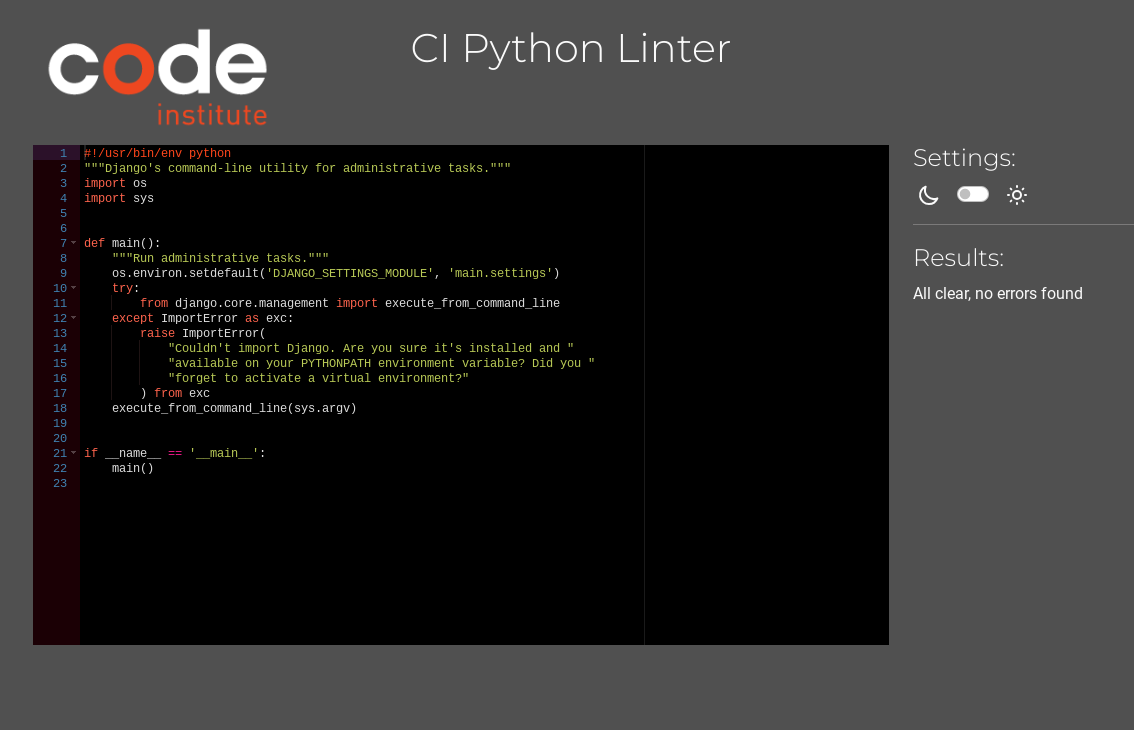 code
institute
CI Python Linter
1 #!/usr/bin/env python
2 """Django's command-line utility for administrative tasks."""
3 import os
4 import sys
5
6
7 def main():
8     """Run administrative tasks."""
9     os.environ.setdefault('DJANGO_SETTINGS_MODULE', 'main.settings')
10     try:
11         from django.core.management import execute_from_command_line
12     except ImportError as exc:
13         raise ImportError(
14             "Couldn't import Django. Are you sure it's installed and "
15             "available on your PYTHONPATH environment variable? Did you "
16             "forget to activate a virtual environment?"
17         ) from exc
18     execute_from_command_line(sys.argv)
19
20
21 if __name__ == '__main__':
22     main()
23
Settings:
Results:
All clear, no errors found